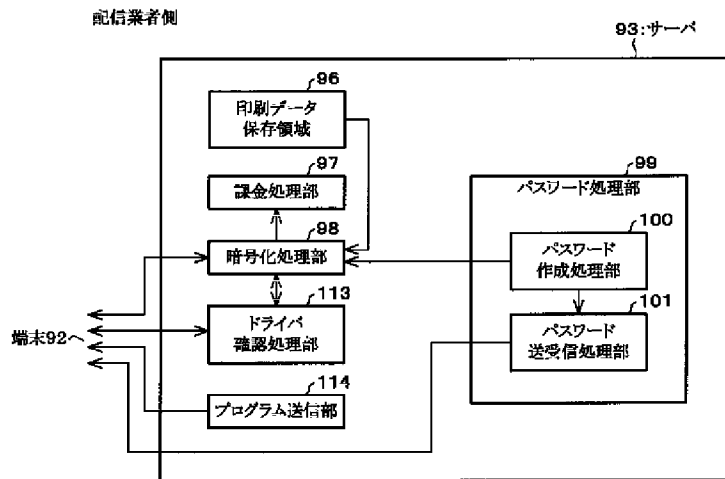 配信業者側
93:サーバ
96
印刷データ
保存領域
97
課金処理部
98
暗号化処理部
113
ドライバ
確認処理部
114
プログラム送信部
端末92へ
99
パスワード処理部
100
パスワード
作成処理部
101
パスワード
送受信処理部